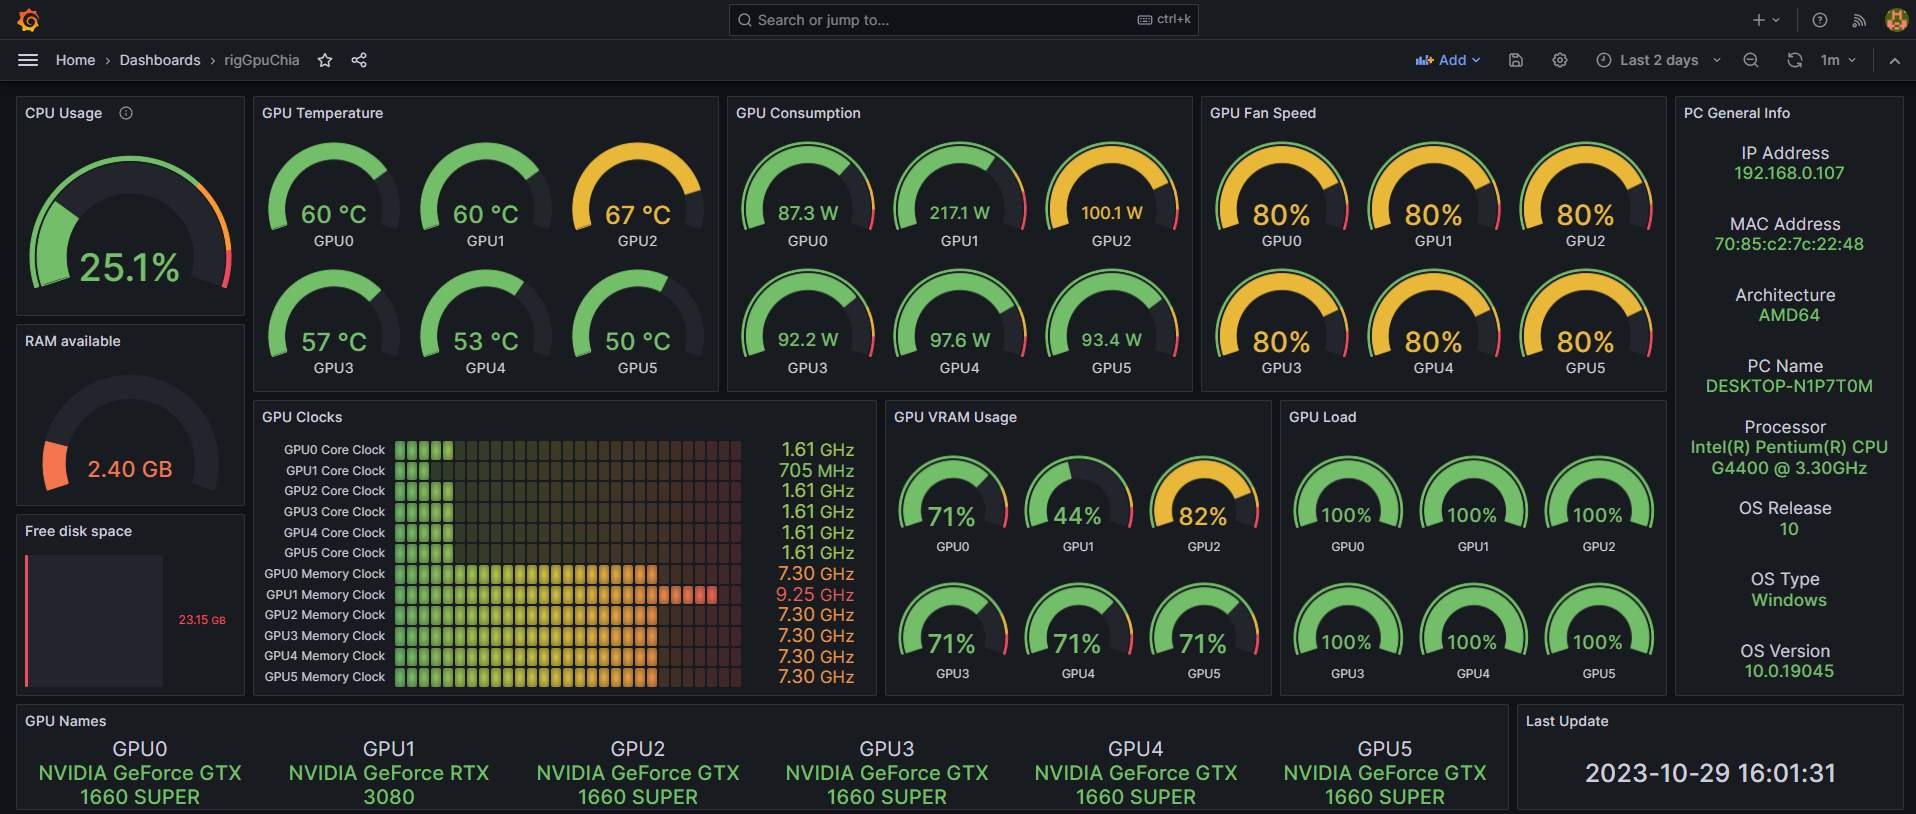 Search or jump to...
ctrl+k
Home › Dashboards › rigGpuChia
Add
Last 2 days
1m
CPU Usage
25.1%
RAM available
2.40 GB
Free disk space
23.15 GB
GPU Temperature
60 °C
60 °C
67 °C
GPU0
GPU1
GPU2
57 °C
53 °C
50 °C
GPU3
GPU4
GPU5
GPU Consumption
87.3 W
217.1 W
100.1 W
GPU0
GPU1
GPU2
92.2 W
97.6 W
93.4 W
GPU3
GPU4
GPU5
GPU Fan Speed
80%
80%
80%
GPU0
GPU1
GPU2
80%
80%
80%
GPU3
GPU4
GPU5
PC General Info
IP Address
192.168.0.107
MAC Address
70:85:c2:7c:22:48
Architecture
AMD64
PC Name
DESKTOP-N1P7T0M
Processor
Intel(R) Pentium(R) CPU
G4400 @ 3.30GHz
OS Release
10
OS Type
Windows
OS Version
10.0.19045
GPU Clocks
GPU0 Core Clock 1.61 GHz
GPU1 Core Clock 705 MHz
GPU2 Core Clock 1.61 GHz
GPU3 Core Clock 1.61 GHz
GPU4 Core Clock 1.61 GHz
GPU5 Core Clock 1.61 GHz
GPU0 Memory Clock 7.30 GHz
GPU1 Memory Clock 9.25 GHz
GPU2 Memory Clock 7.30 GHz
GPU3 Memory Clock 7.30 GHz
GPU4 Memory Clock 7.30 GHz
GPU5 Memory Clock 7.30 GHz
GPU VRAM Usage
71%
44%
82%
GPU0
GPU1
GPU2
71%
71%
71%
GPU3
GPU4
GPU5
GPU Load
100%
100%
100%
GPU0
GPU1
GPU2
100%
100%
100%
GPU3
GPU4
GPU5
GPU Names
GPU0
NVIDIA GeForce GTX
1660 SUPER
GPU1
NVIDIA GeForce RTX
3080
GPU2
NVIDIA GeForce GTX
1660 SUPER
GPU3
NVIDIA GeForce GTX
1660 SUPER
GPU4
NVIDIA GeForce GTX
1660 SUPER
GPU5
NVIDIA GeForce GTX
1660 SUPER
Last Update
2023-10-29 16:01:31